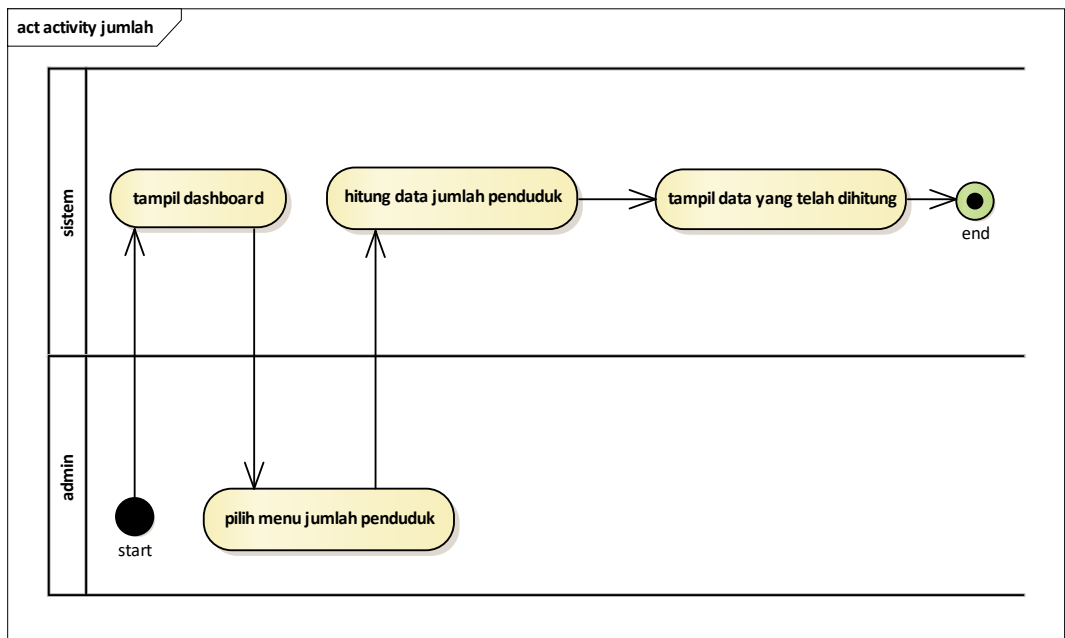 act activity jumlah
sistem
tampil dashboard
hitung data jumlah penduduk
tampil data yang telah dihitung
end
admin
start
pilih menu jumlah penduduk